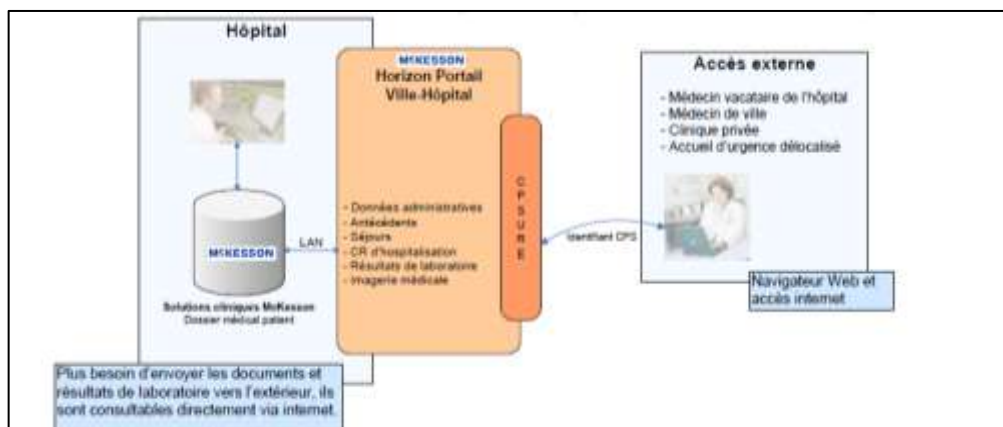 Hôpital
MCKESSON
Solutions cliniques McKesson
Dossier médical patient
LAN
Plus besoin d'envoyer les documents et
résultats de laboratoire vers l'extérieur, ils
sont consultables directement via internet.
MCKESSON
Horizon Portail
Ville-Hôpital
- Données administratives
- Antécédents
- Séjours
- CR d'hospitalisation
- Résultats de laboratoire
- Imagerie médicale
CPSURE
Identifiant CPS
Accès externe
- Médecin vacataire de l'hôpital
- Médecin de ville
- Clinique privée
- Accueil d'urgence délocalisé
Navigateur Web et
accès internet